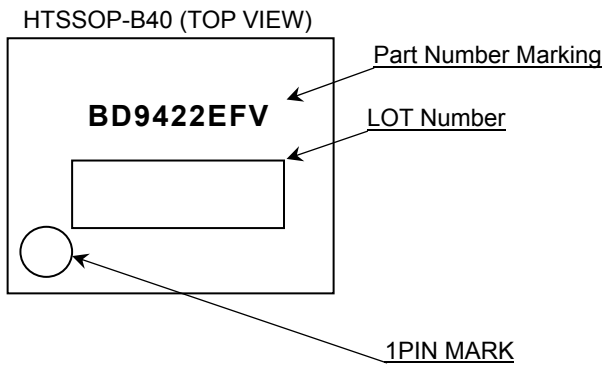 HTSSOP-B40 (TOP VIEW)
Part Number Marking
BD9422EFV
LOT Number
1PIN MARK